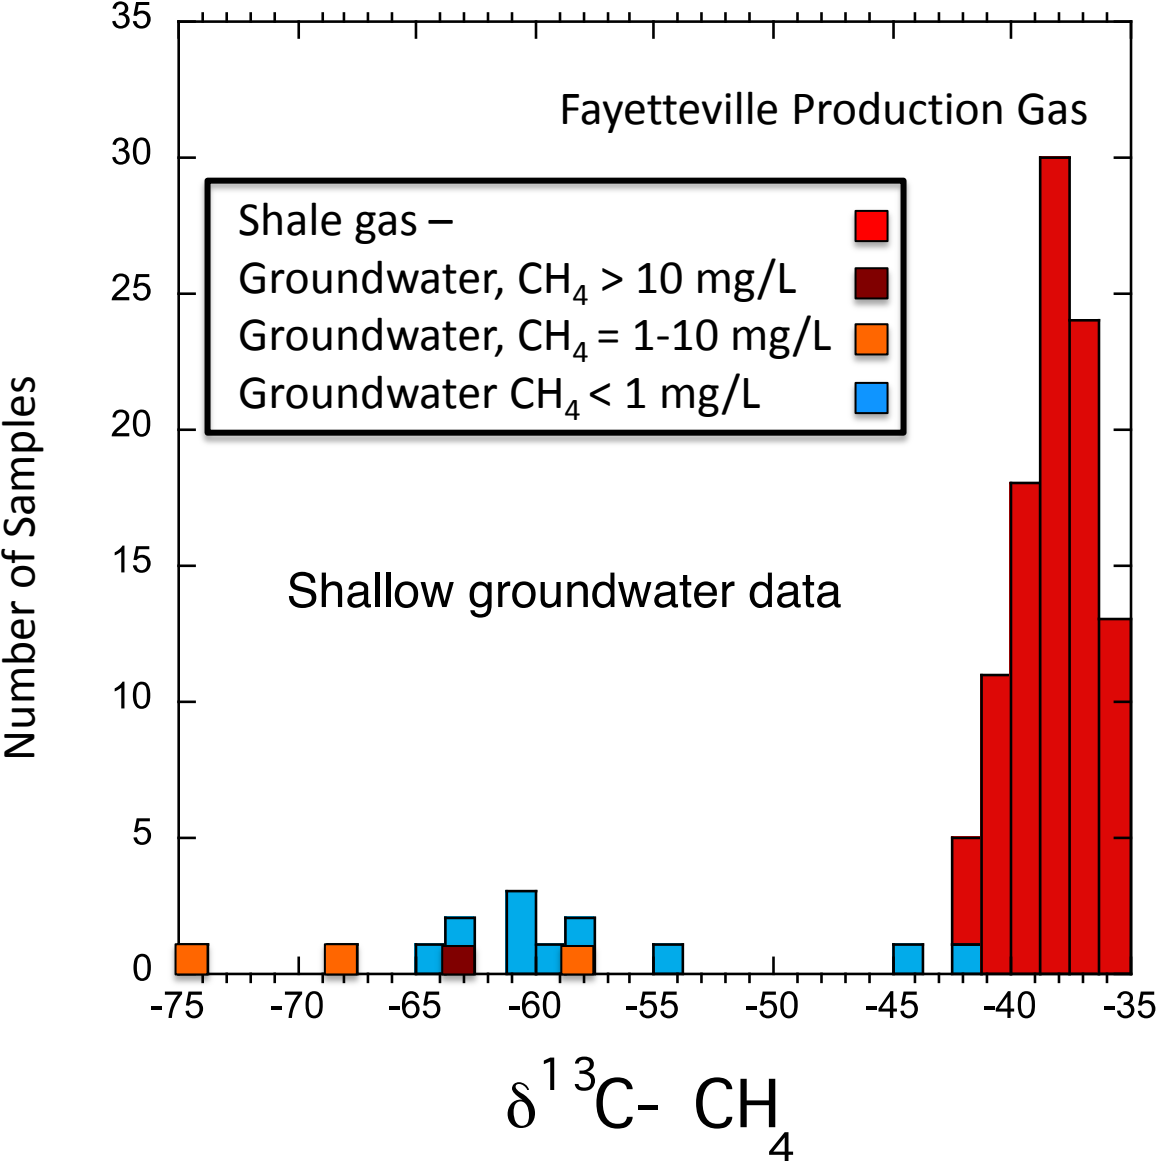 35
Fayetteville Production Gas
30
Shale gas –
Groundwater, CH4 > 10 mg/L
25
Groundwater, CH4 = 1-10 mg/L
Groundwater CH4 < 1 mg/L
20
Number of Samples
15
Shallow groundwater data
10
5
0
-75 -70 -65 -60 -55 -50 -45 -40 -35
δ13C- CH4